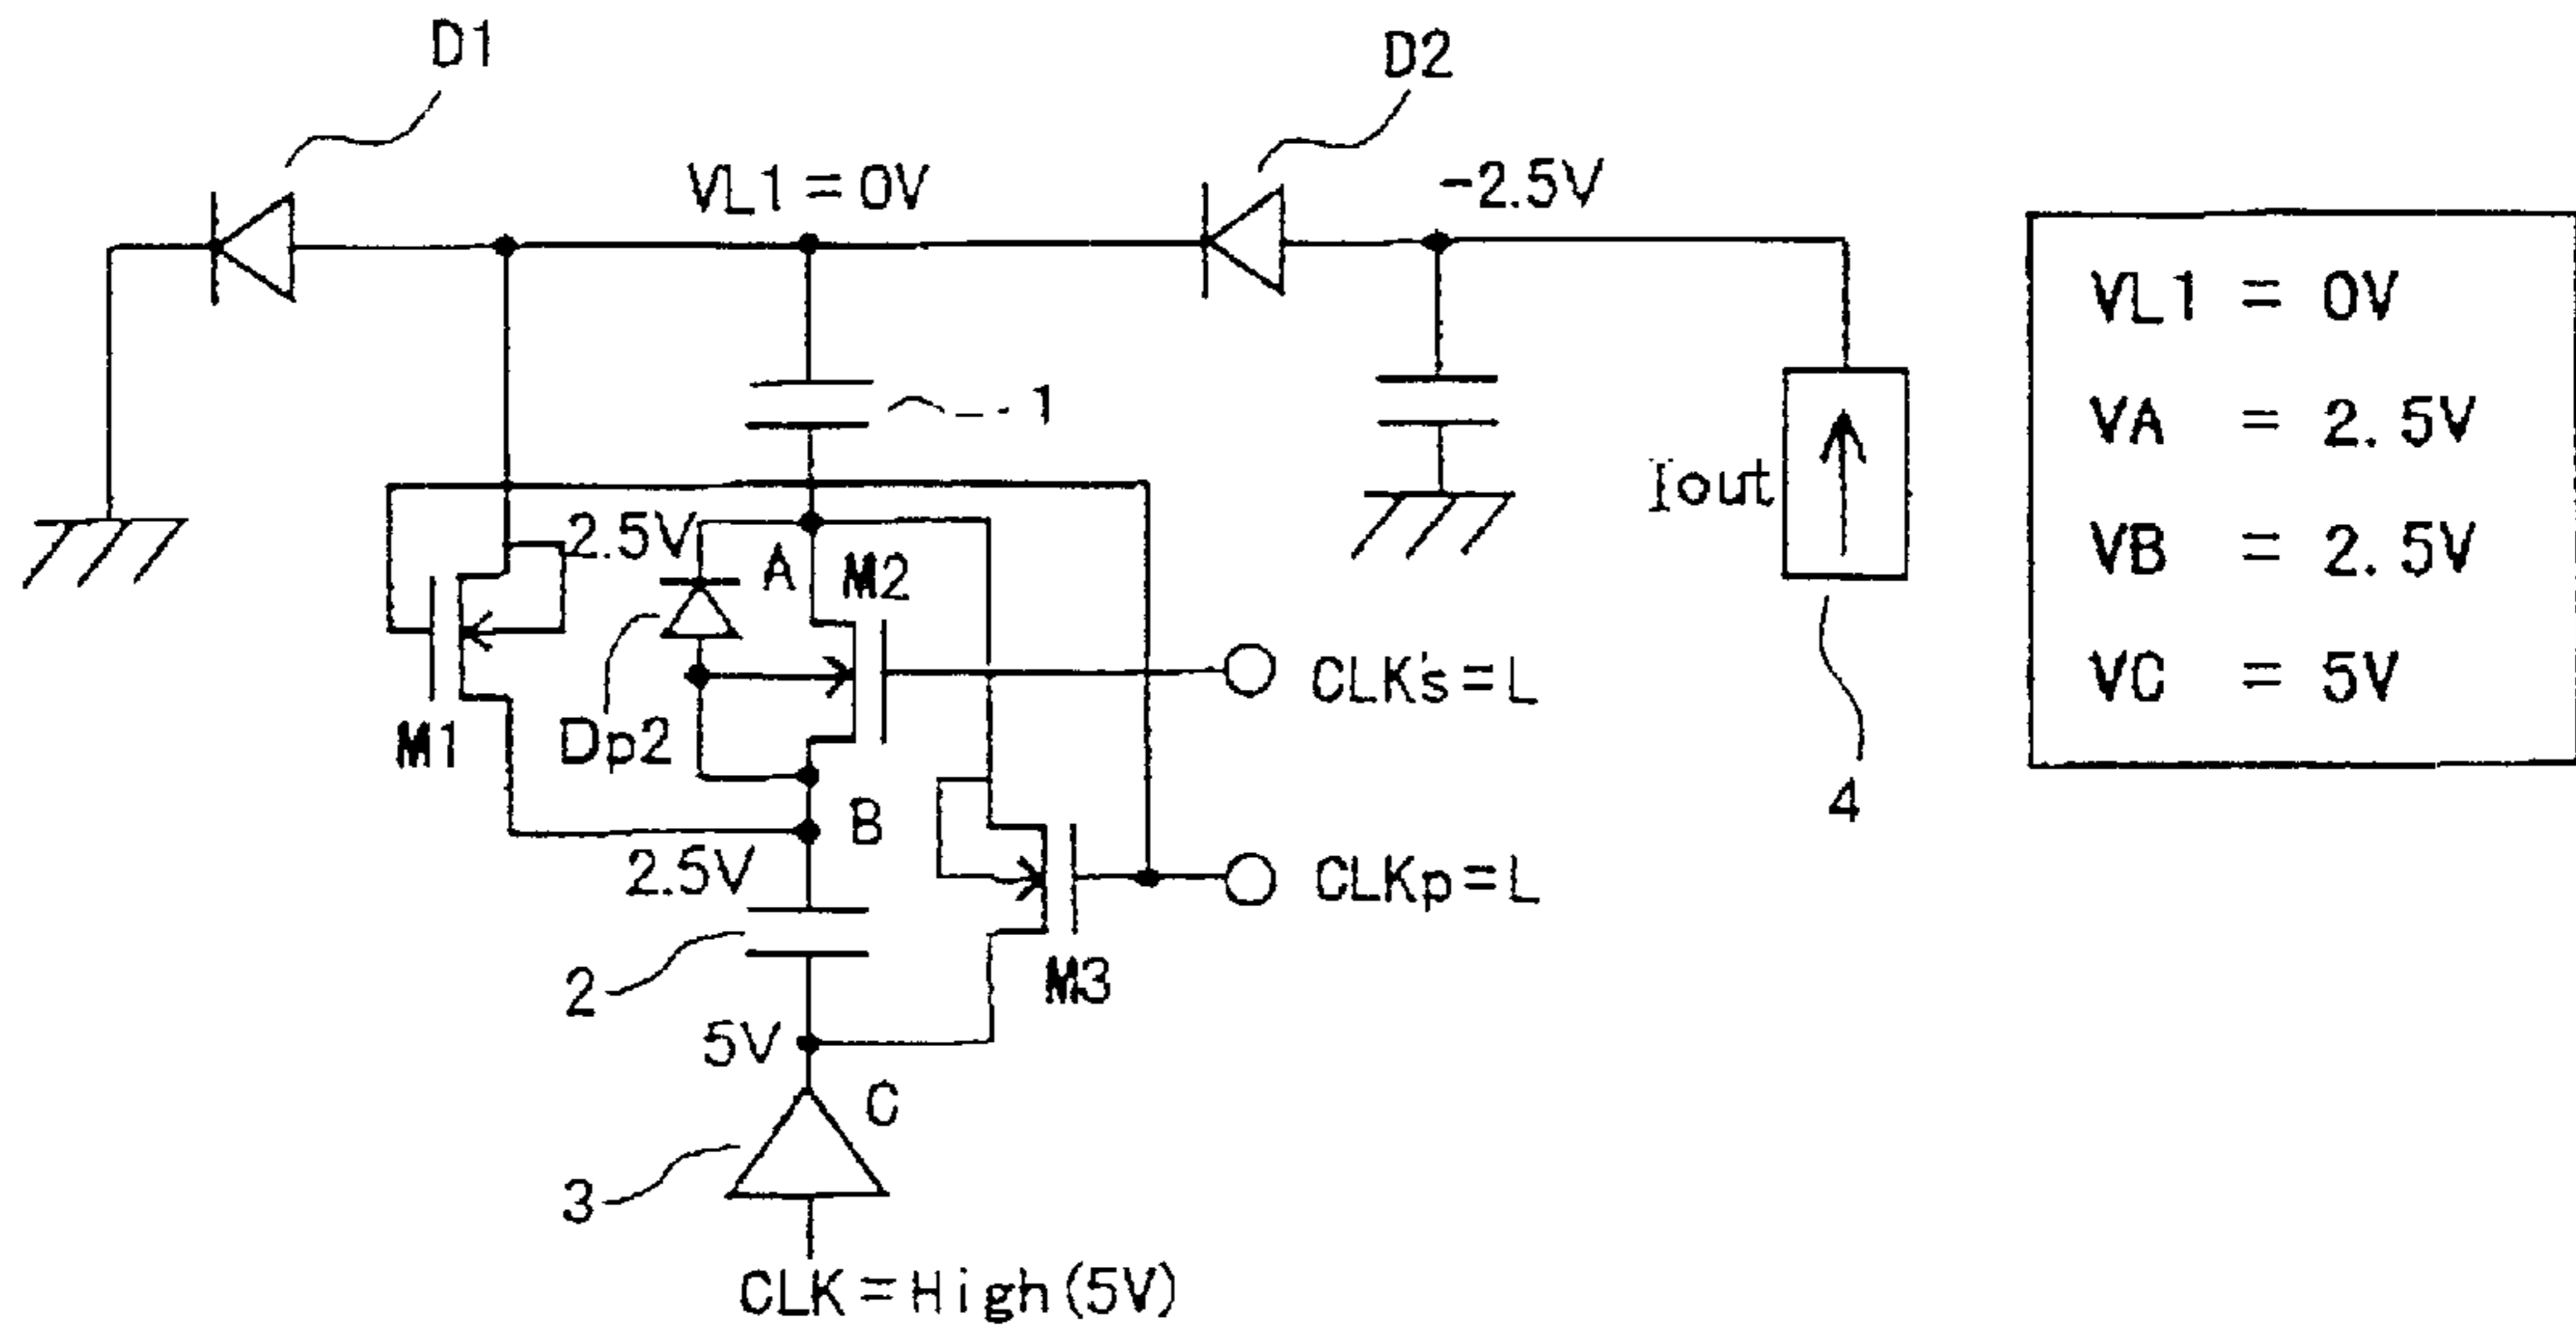 D1
D2
VL1 = 0V
-2.5V
VL1 = 0V
VA = 2.5V
VB = 2.5V
VC = 5V
1
Iout
2.5V
A
M2
M1
Dp2
CLK's = L
4
B
2.5V
CLKp = L
2
M3
5V
C
3
CLK = High (5V)